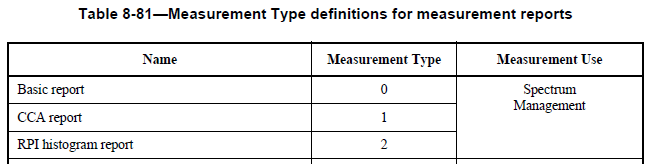 Table 8-81—Measurement Type definitions for measurement reports
Name Measurement Type Measurement Use
Basic report 0 Spectrum
Management
CCA report 1
RPI histogram report 2